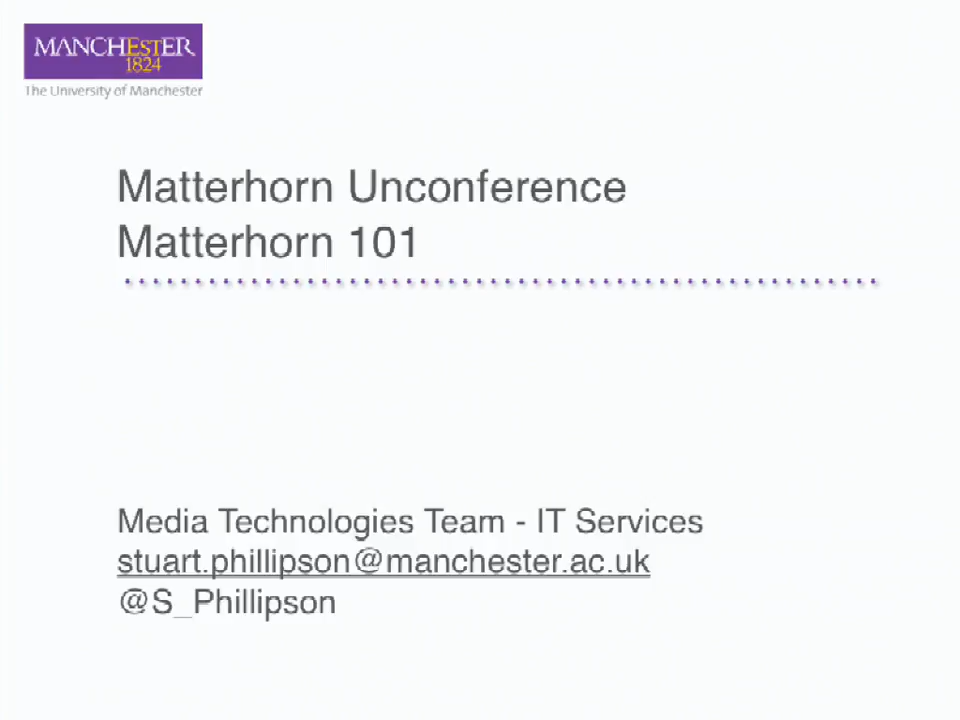 MANCHESTER
1824
The University of Manchester
Matterhorn Unconference
Matterhorn 101
Media Technologies Team - IT Services
stuart.phillipson@manchester.ac.uk
@S_Phillipson